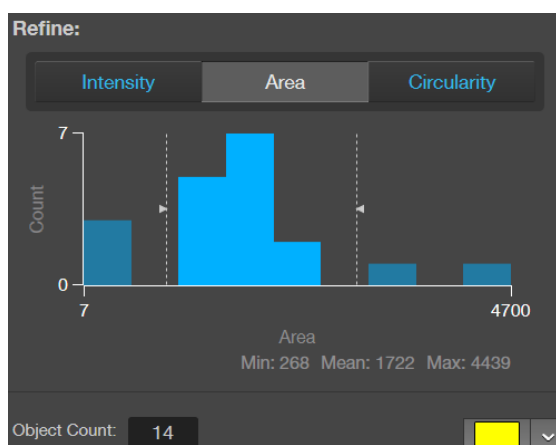 Refine:
Intensity Area Circularity
7
Count
0
7 4700
Area
Min: 268 Mean: 1722 Max: 4439
Object Count: 14